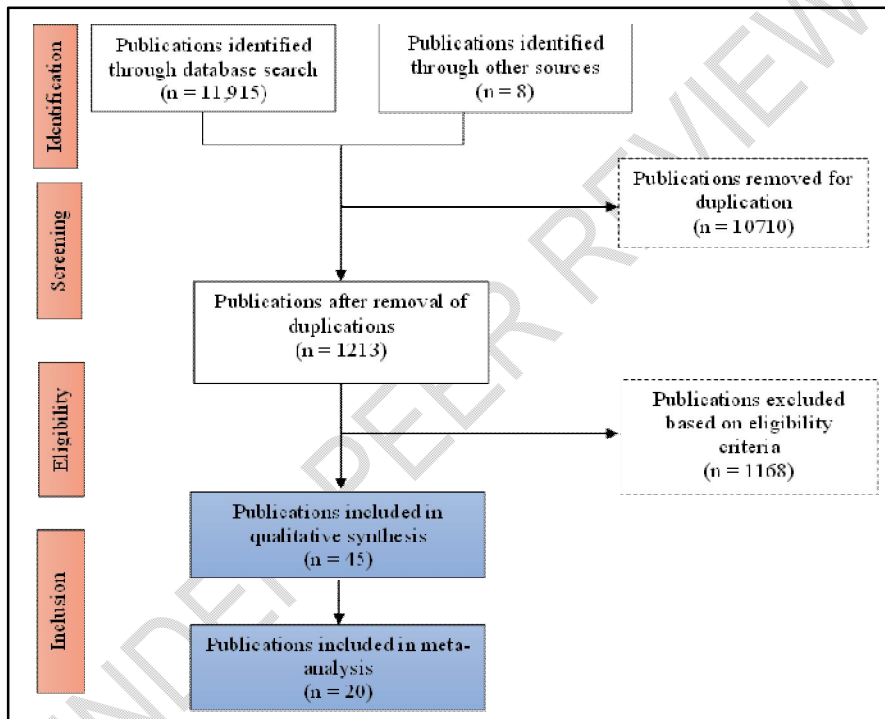 Identification
Publications identified
through database search
(n = 11,915)
Publications identified
through other sources
(n = 8)
Publications removed for
duplication
(n = 10710)
Screening
Publications after removal of
duplications
(n = 1213)
Eligibility
Publications excluded
based on eligibility
criteria
(n = 1168)
Publications included in
qualitative synthesis
(n = 45)
Inclusion
Publications included in meta-
analysis
(n = 20)
UNDER PEER REVIEW